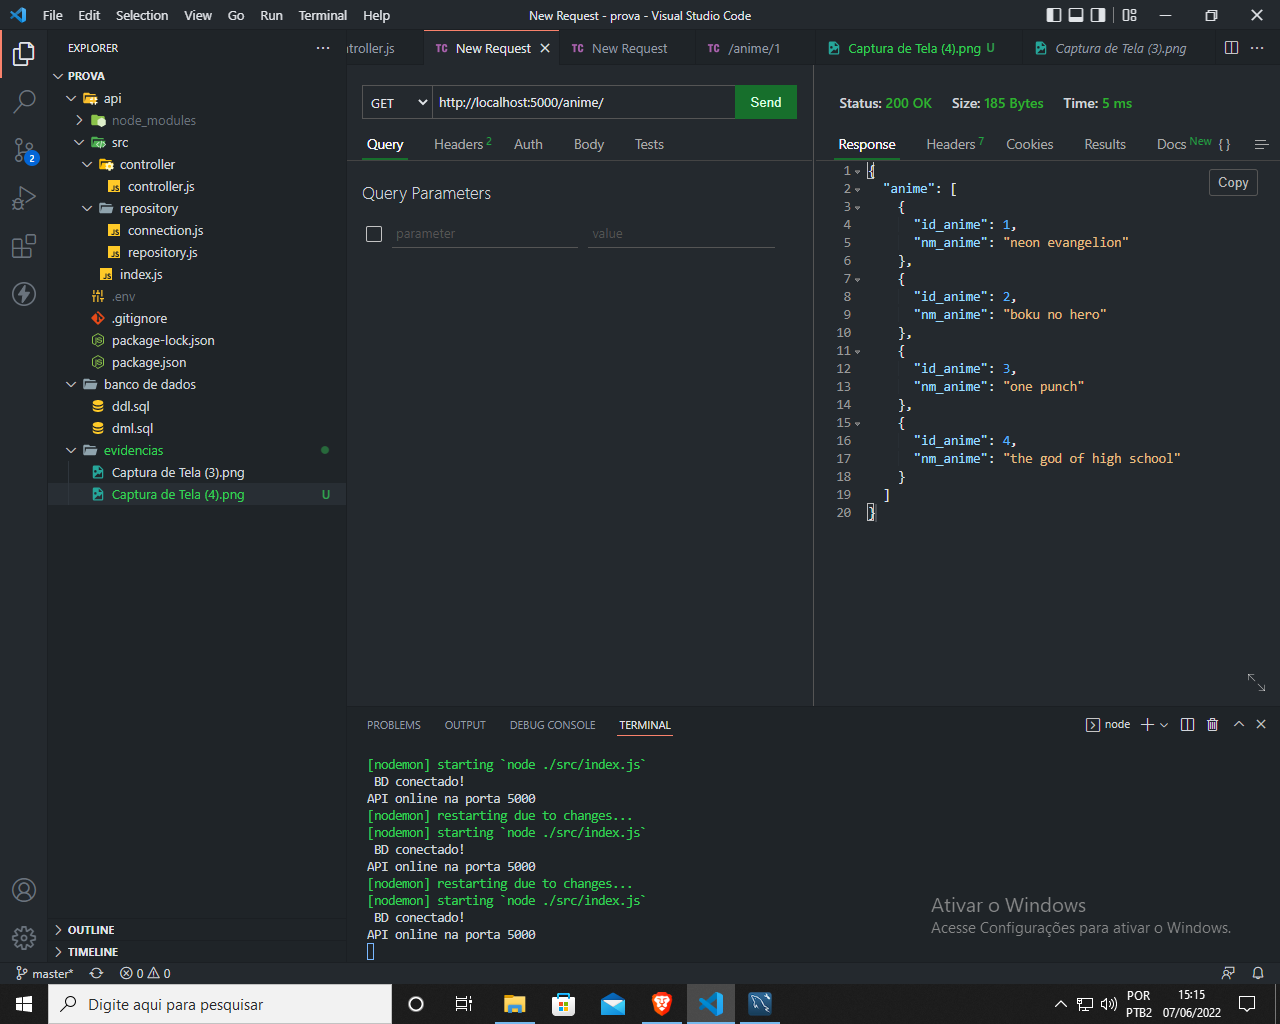 File Edit Selection View Go Run Terminal Help
New Request - prova - Visual Studio Code
EXPLORER
PROVA
api
node_modules
src
controller
controller.js
repository
connection.js
repository.js
index.js
.env
.gitignore
package-lock.json
package.json
banco de dados
ddl.sql
dml.sql
evidencias
Captura de Tela (3).png
Captura de Tela (4).png U
OUTLINE
TIMELINE
2
ntroller.js
TC New Request
TC New Request
TC /anime/1
Captura de Tela (4).png U
Captura de Tela (3).png
GET http://localhost:5000/anime/ Send
Query Headers 2 Auth Body Tests
Query Parameters
parameter value
Status: 200 OK Size: 185 Bytes Time: 5 ms
Response Headers 7 Cookies Results Docs New { }
Copy
1 {
2 "anime": [
3 {
4 "id_anime": 1,
5 "nm_anime": "neon evangelion"
6 },
7 {
8 "id_anime": 2,
9 "nm_anime": "boku no hero"
10 },
11 {
12 "id_anime": 3,
13 "nm_anime": "one punch"
14 },
15 {
16 "id_anime": 4,
17 "nm_anime": "the god of high school"
18 }
19 ]
20 }
PROBLEMS OUTPUT DEBUG CONSOLE TERMINAL
node
[nodemon] starting `node ./src/index.js`
BD conectado!
API online na porta 5000
[nodemon] restarting due to changes...
[nodemon] starting `node ./src/index.js`
BD conectado!
API online na porta 5000
[nodemon] restarting due to changes...
[nodemon] starting `node ./src/index.js`
BD conectado!
API online na porta 5000
Ativar o Windows
Acesse Configurações para ativar o Windows.
master* 0 0
Digite aqui para pesquisar
POR
PTB2
15:15
07/06/2022